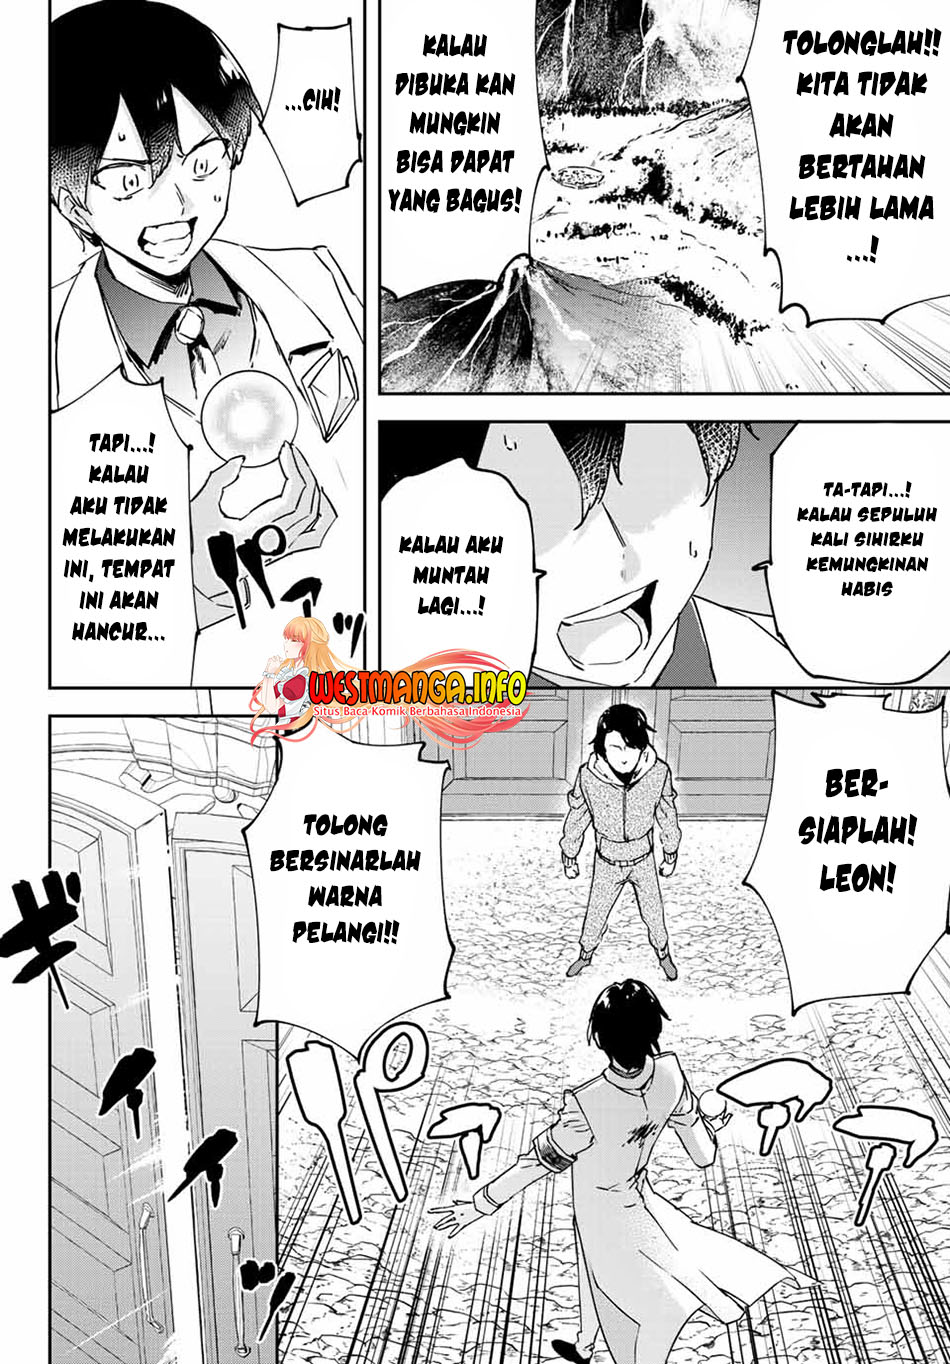 TOLONGLAH!!
KITA TIDAK
AKAN
BERTAHAN
LEBIH LAMA
...!
KALAU
DIBUKA KAN
MUNGKIN
BISA DAPAT
YANG BAGUS!
...CIH!
TAPI...!
KALAU
AKU TIDAK
MELAKUKAN
INI, TEMPAT
INI AKAN
HANCUR...
TA-TAPI...!
KALAU SEPULUH
KALI SIHIRKU
KEMUNGKINAN
HABIS
KALAU AKU
MUNTAH
LAGI...!
WESTMANGA.INFO
Situs Baca Komik Berbahasa Indonesia
BER-
SIAPLAH!
LEON!
TOLONG
BERSINARLAH
WARNA
PELANGI!!